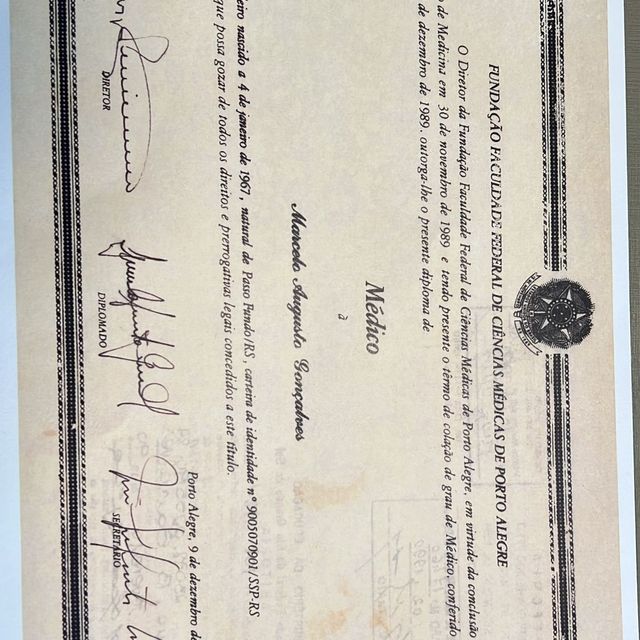 FUNDAÇÃO FACULDADE FEDERAL DE CIÊNCIAS MÉDICAS DE PORTO ALEGRE
O Diretor da Fundação Faculdade Federal de Ciências Médicas de Porto Alegre, em virtude da conclusão
de Medicina em 30 de novembro de 1989 e tendo presente o têrmo de colação de grau de Médico, conferido
de dezembro de 1989, outorga-lhe o presente diploma de
Médico
à
Marcelo Augusto Gonçalves
nascido a 4 de janeiro de 1967, natural de Passo Fundo/RS, carteira de identidade nº 9005070901/SSP-RS
que possa gozar de todos os direitos e prerrogativas legais concedidos a este título.
Porto Alegre, 9 de dezembro de
DIRETOR
DIPLOMADO
SECRETÁRIO